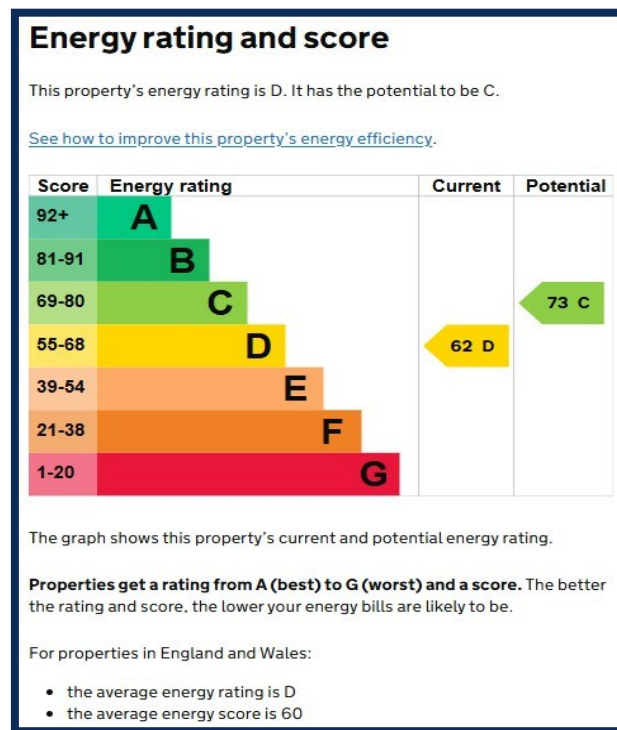 Energy rating and score
This property's energy rating is D. It has the potential to be C.
See how to improve this property's energy efficiency.
Score Energy rating Current Potential
92+ A
81-91 B
69-80 C 73 C
55-68 D 62 D
39-54 E
21-38 F
1-20 G
The graph shows this property's current and potential energy rating.
Properties get a rating from A (best) to G (worst) and a score. The better
the rating and score, the lower your energy bills are likely to be.
For properties in England and Wales:
• the average energy rating is D
• the average energy score is 60